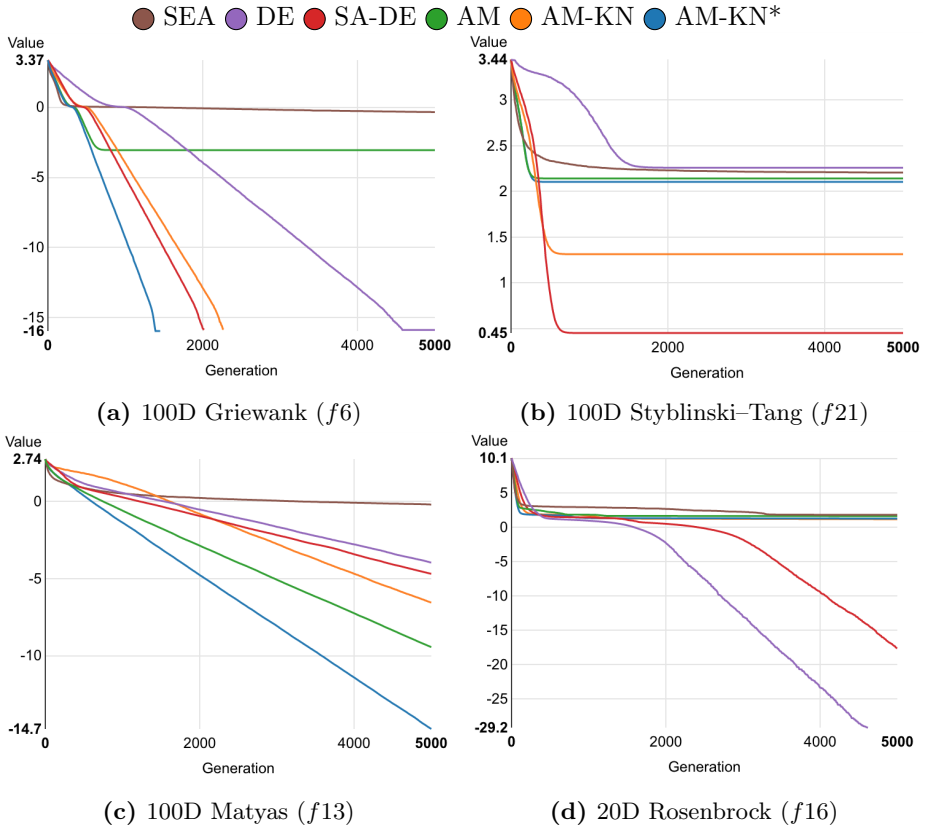 SEA DE SA-DE AM AM-KN AM-KN*
Value
3.37
0
-5
-10
-15
-16
0 2000 4000 5000
Generation
(a) 100D Griewank (f6)
Value
3.44
3
2.5
2
1.5
1
0.45
0 2000 4000 5000
Generation
(b) 100D Styblinski–Tang (f21)
Value
2.74
0
-5
-10
-14.7
0 2000 4000 5000
Generation
(c) 100D Matyas (f13)
Value
10.1
5
0
-5
-10
-15
-20
-25
-29.2
0 2000 4000 5000
Generation
(d) 20D Rosenbrock (f16)